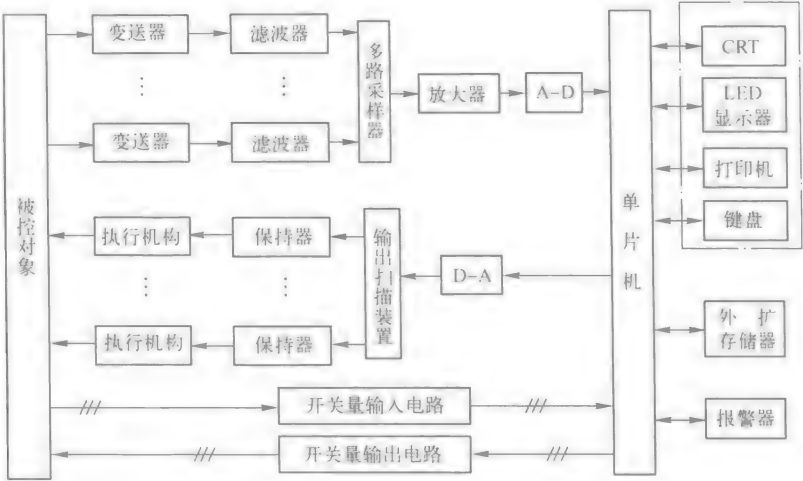 变送器
滤波器
多路采样器
放大器
A-D
CRT
LED
显示器
变送器
滤波器
打印机
键盘
被控对象
执行机构
保持器
输出扫描装置
D-A
单片机
执行机构
保持器
外扩
存储器
开关量输入电路
报警器
开关量输出电路